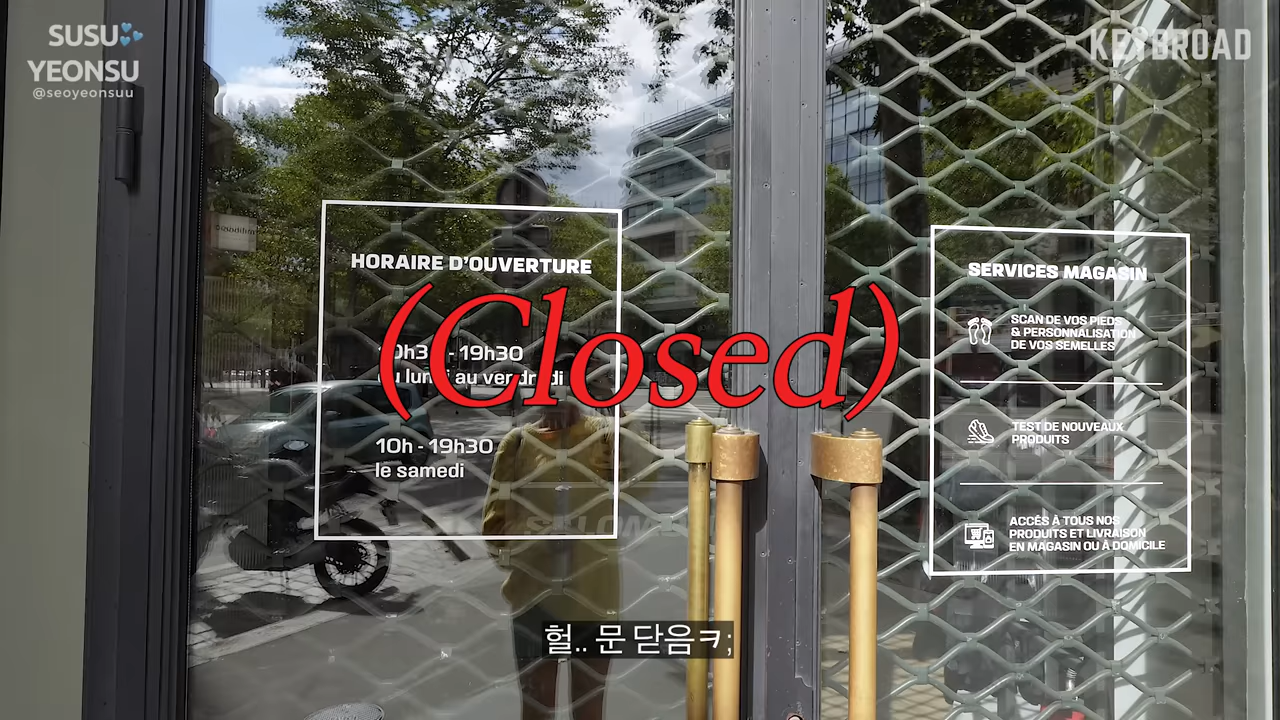 SUSU
YEONSU
@seoyeonsuu
KEYBROAD
HORAIRE D'OUVERTURE
- 19h30
au vendredi
10h - 19h30
le samedi
(Closed)
SERVICES MAGASIN
SCAN DE VOS PIEDS
& PERSONNALISATION
DE VOS SEMELLES
TEST DE NOUVEAUX
PRODUITS
ACCÈS À TOUS NOS
PRODUITS ET LIVRAISON
EN MAGASIN OU À DOMICILE
헐.. 문 닫음ㅋ;